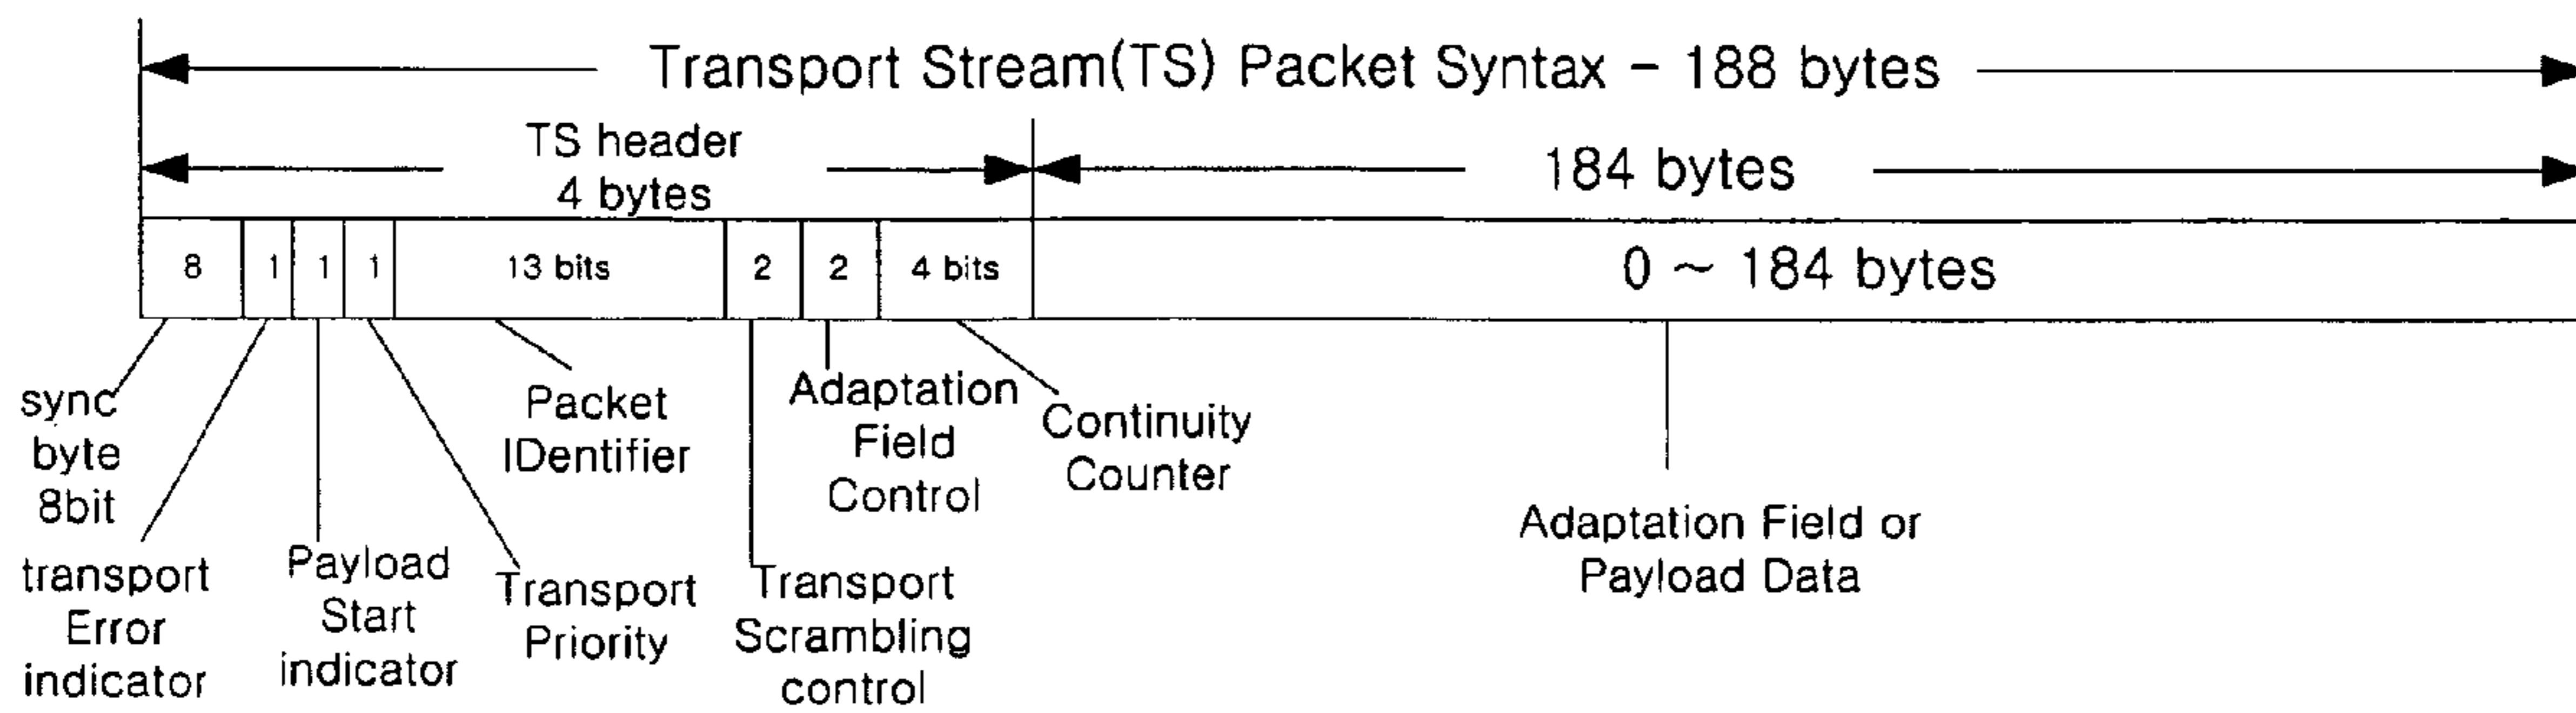 Transport Stream(TS) Packet Syntax - 188 bytes
TS header
4 bytes
184 bytes
8
1
1
1
13 bits
2
2
4 bits
0 ~ 184 bytes
sync
byte
8bit
transport
Error
indicator
Payload
Start
indicator
Transport
Priority
Packet
IDentifier
Transport
Scrambling
control
Adaptation
Field
Control
Continuity
Counter
Adaptation Field or
Payload Data